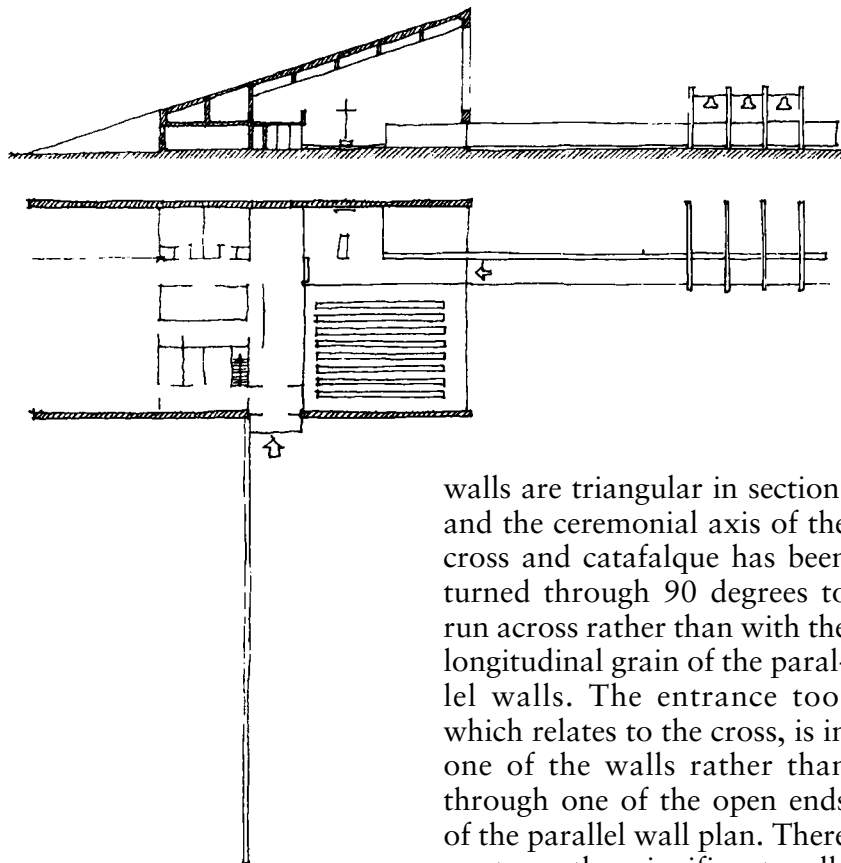 walls are triangular in section
and the ceremonial axis of the
cross and catafalque has been
turned through 90 degrees to
run across rather than with the
longitudinal grain of the paral-
lel walls. The entrance too
which relates to the cross, is in
one of the walls rather than
through one of the open ends
of the parallel wall plan. There